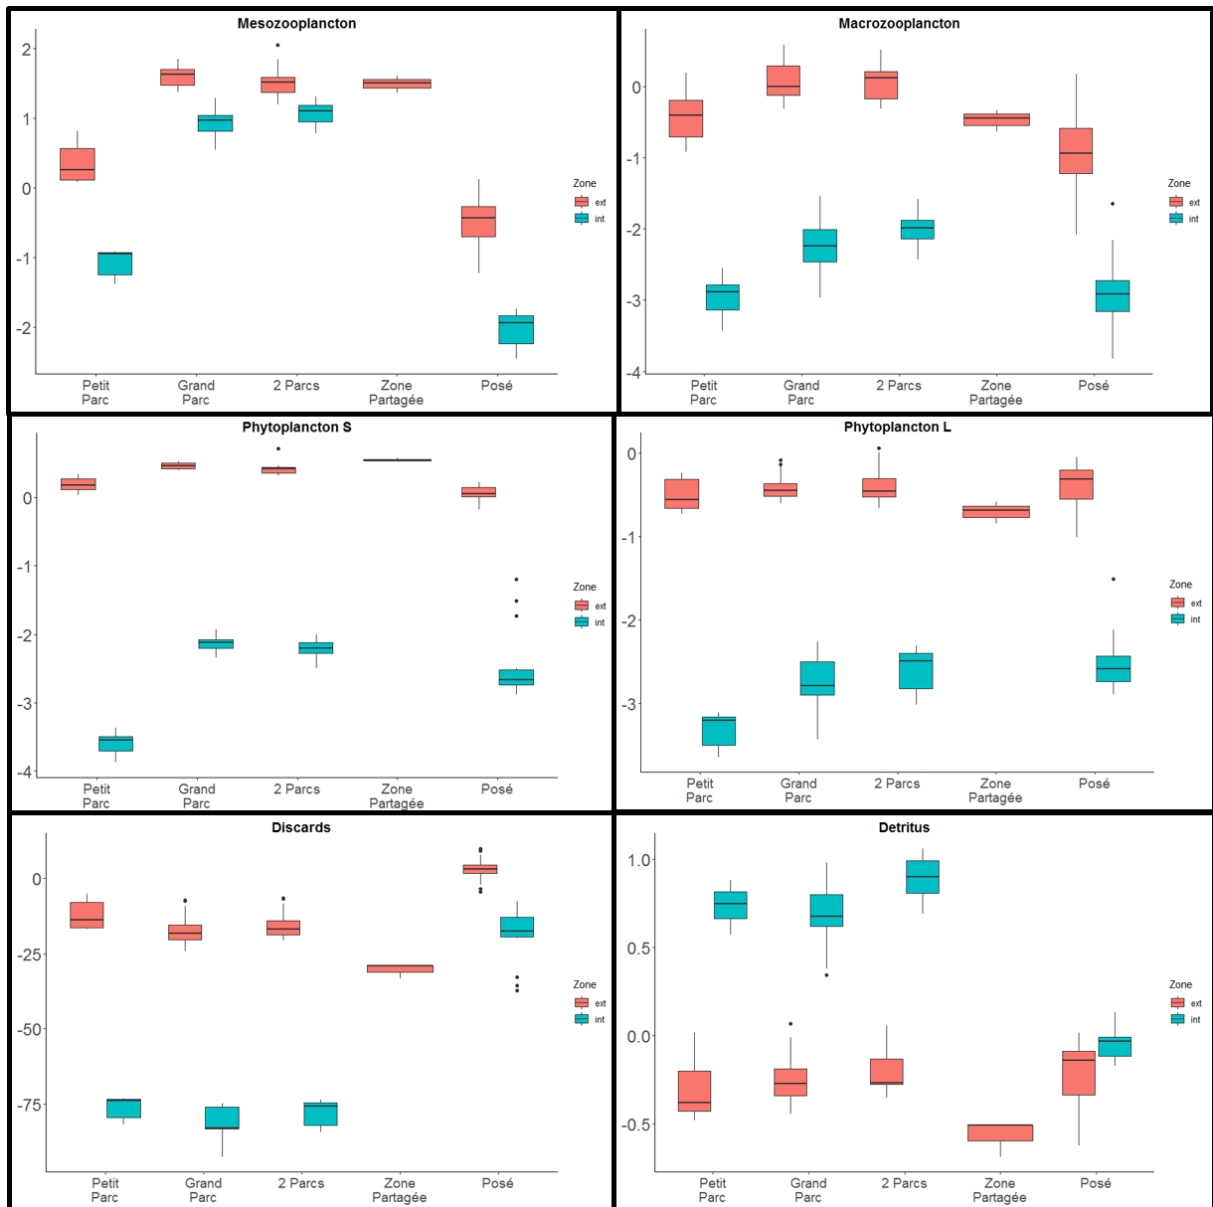 Mesozooplancton
2
1
0
-1
-2
Petit Grand 2 Parcs Zone Posé
Parc Parc Partagée
Zone
ext
int
Macrozooplancton
0
-1
-2
-3
-4
Petit Grand 2 Parcs Zone Posé
Parc Parc Partagée
Zone
ext
int
Phytoplancton S
0
-1
-2
-3
-4
Petit Grand 2 Parcs Zone Posé
Parc Parc Partagée
Zone
ext
int
Phytoplancton L
0
-1
-2
-3
Petit Grand 2 Parcs Zone Posé
Parc Parc Partagée
Zone
ext
int
Discards
0
-25
-50
-75
Petit Grand 2 Parcs Zone Posé
Parc Parc Partagée
Zone
ext
int
Detritus
1.0
0.5
0.0
-0.5
Petit Grand 2 Parcs Zone Posé
Parc Parc Partagée
Zone
ext
int